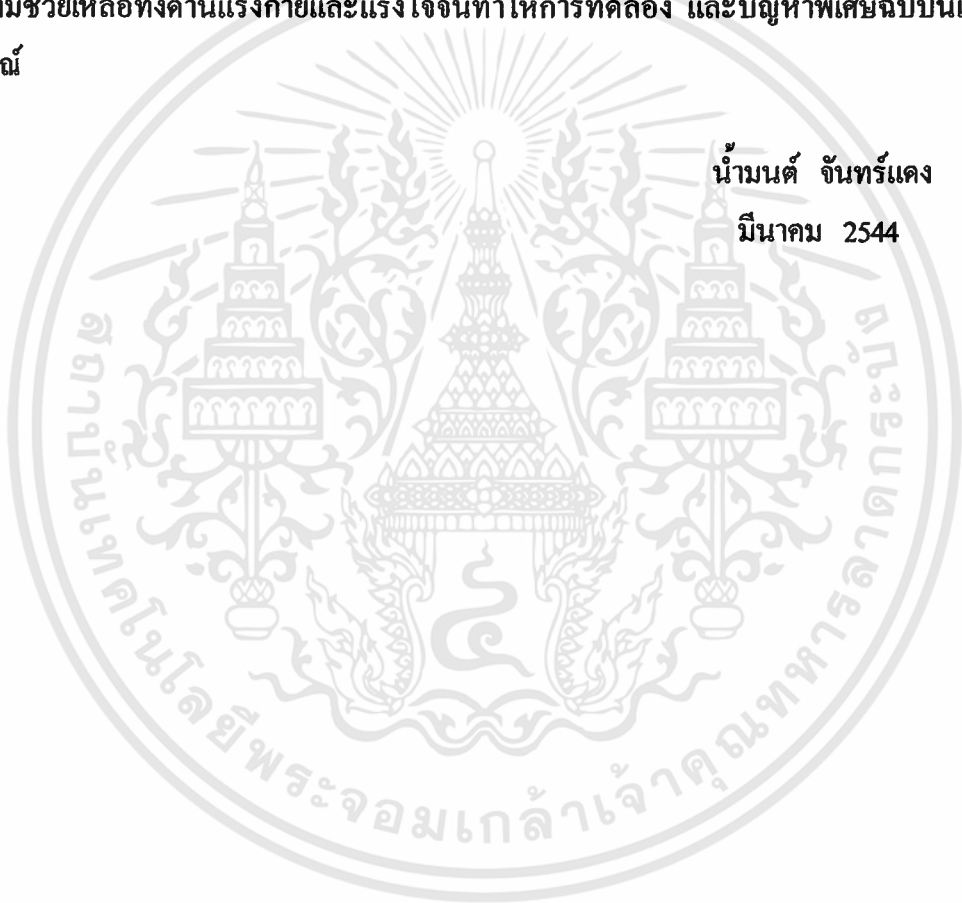 ช่วยเหลือทั้งด้านแรงกายและแรงใจจนทำให้การทดลอง และปัญหาพิเศษฉบับนี้
น้ำมนต์ จันทร์แดง
มีนาคม 2544
สถาบันเทคโนโลยีพระจอมเกล้าเจ้าคุณทหารลาดกระบัง